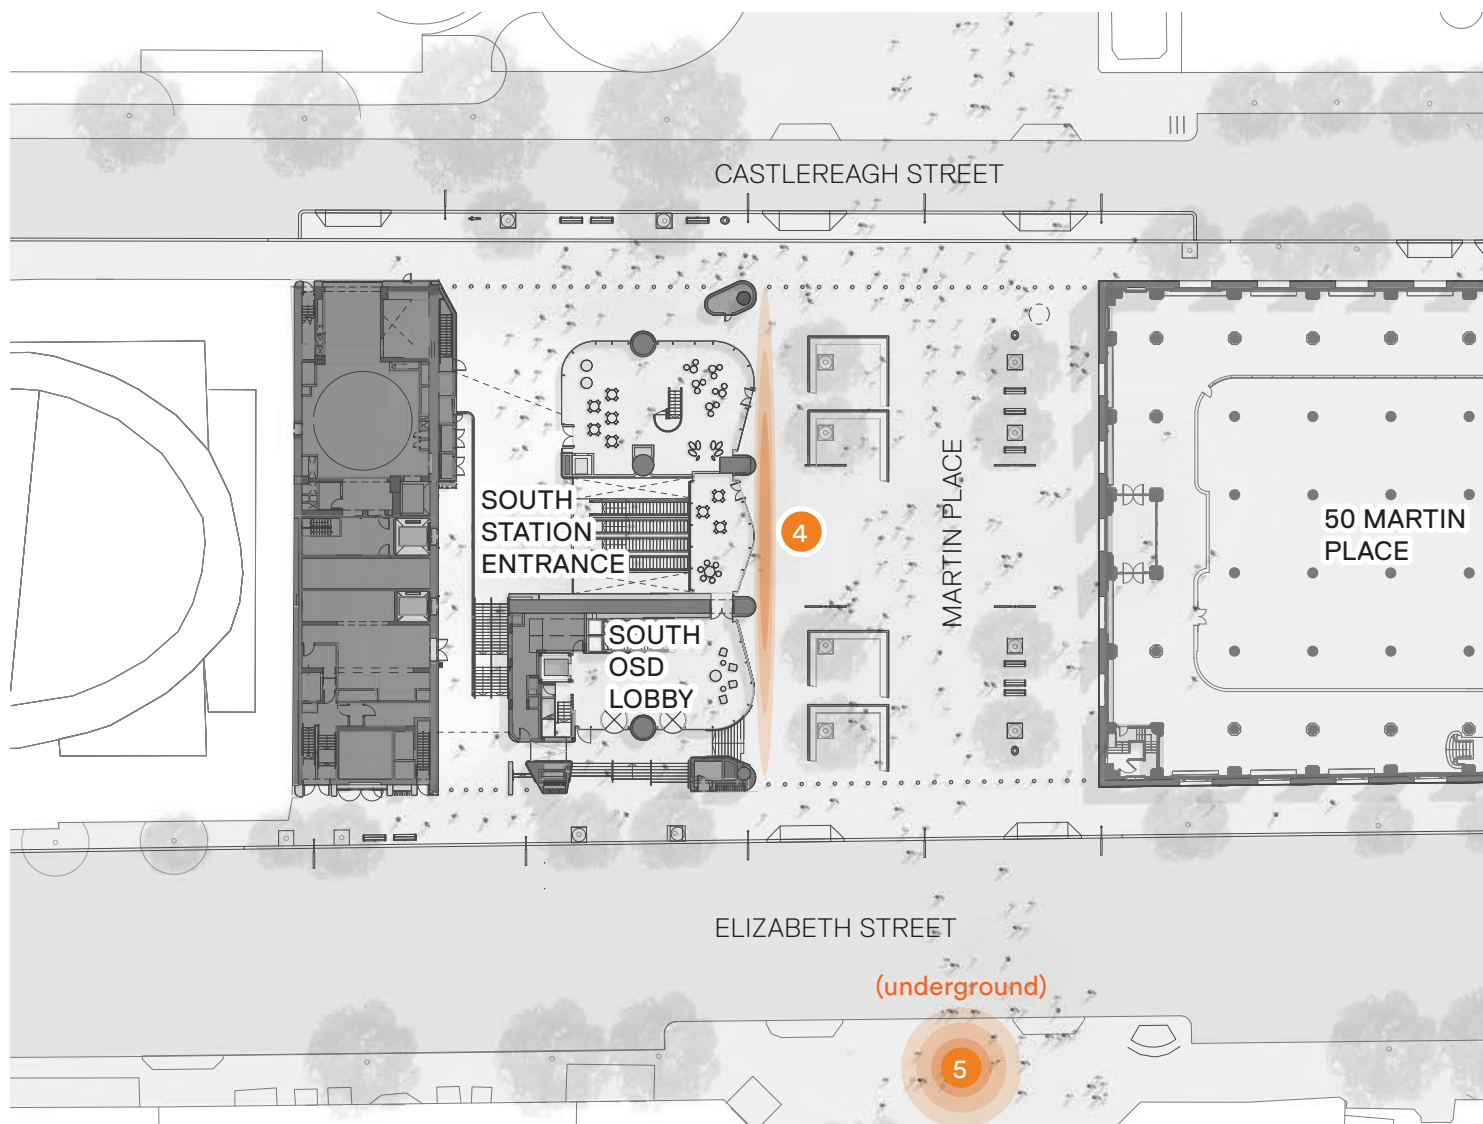 CASTLEREAGH STREET
SOUTH
STATION
ENTRANCE
4
MARTIN PLACE
50 MARTIN
PLACE
SOUTH
OSD
LOBBY
ELIZABETH STREET
(underground)
5